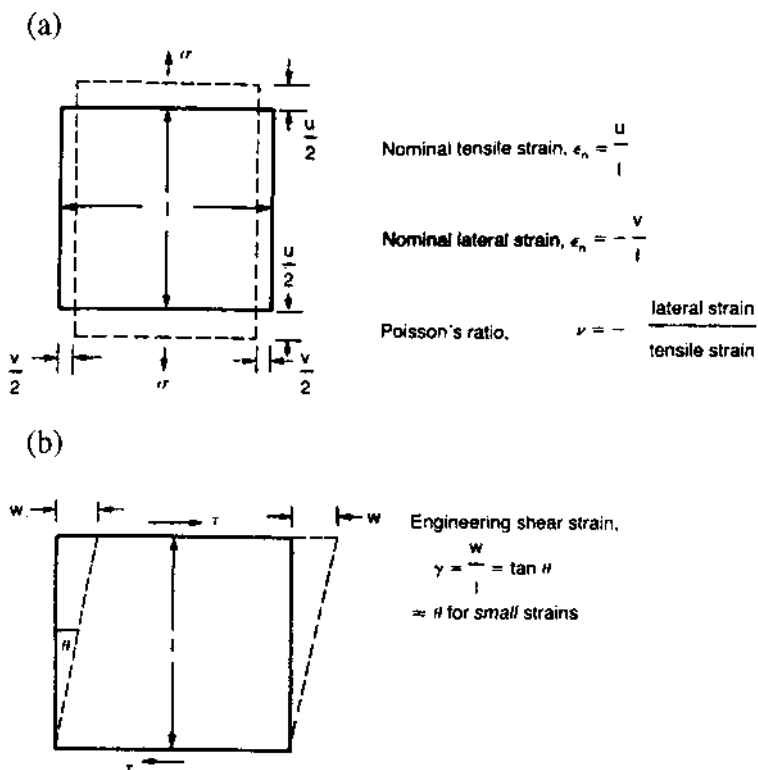 (a)
σ
u
2
Nominal tensile strain, ϵₙ = u
l
l
Nominal lateral strain, ϵₙ = − v
l
u
2
Poisson's ratio, ν = − lateral strain
tensile strain
v
2
σ
v
2
(b)
w
τ
w
Engineering shear strain,
γ = w
l
= tan θ
≈ θ for small strains
θ
l
τ